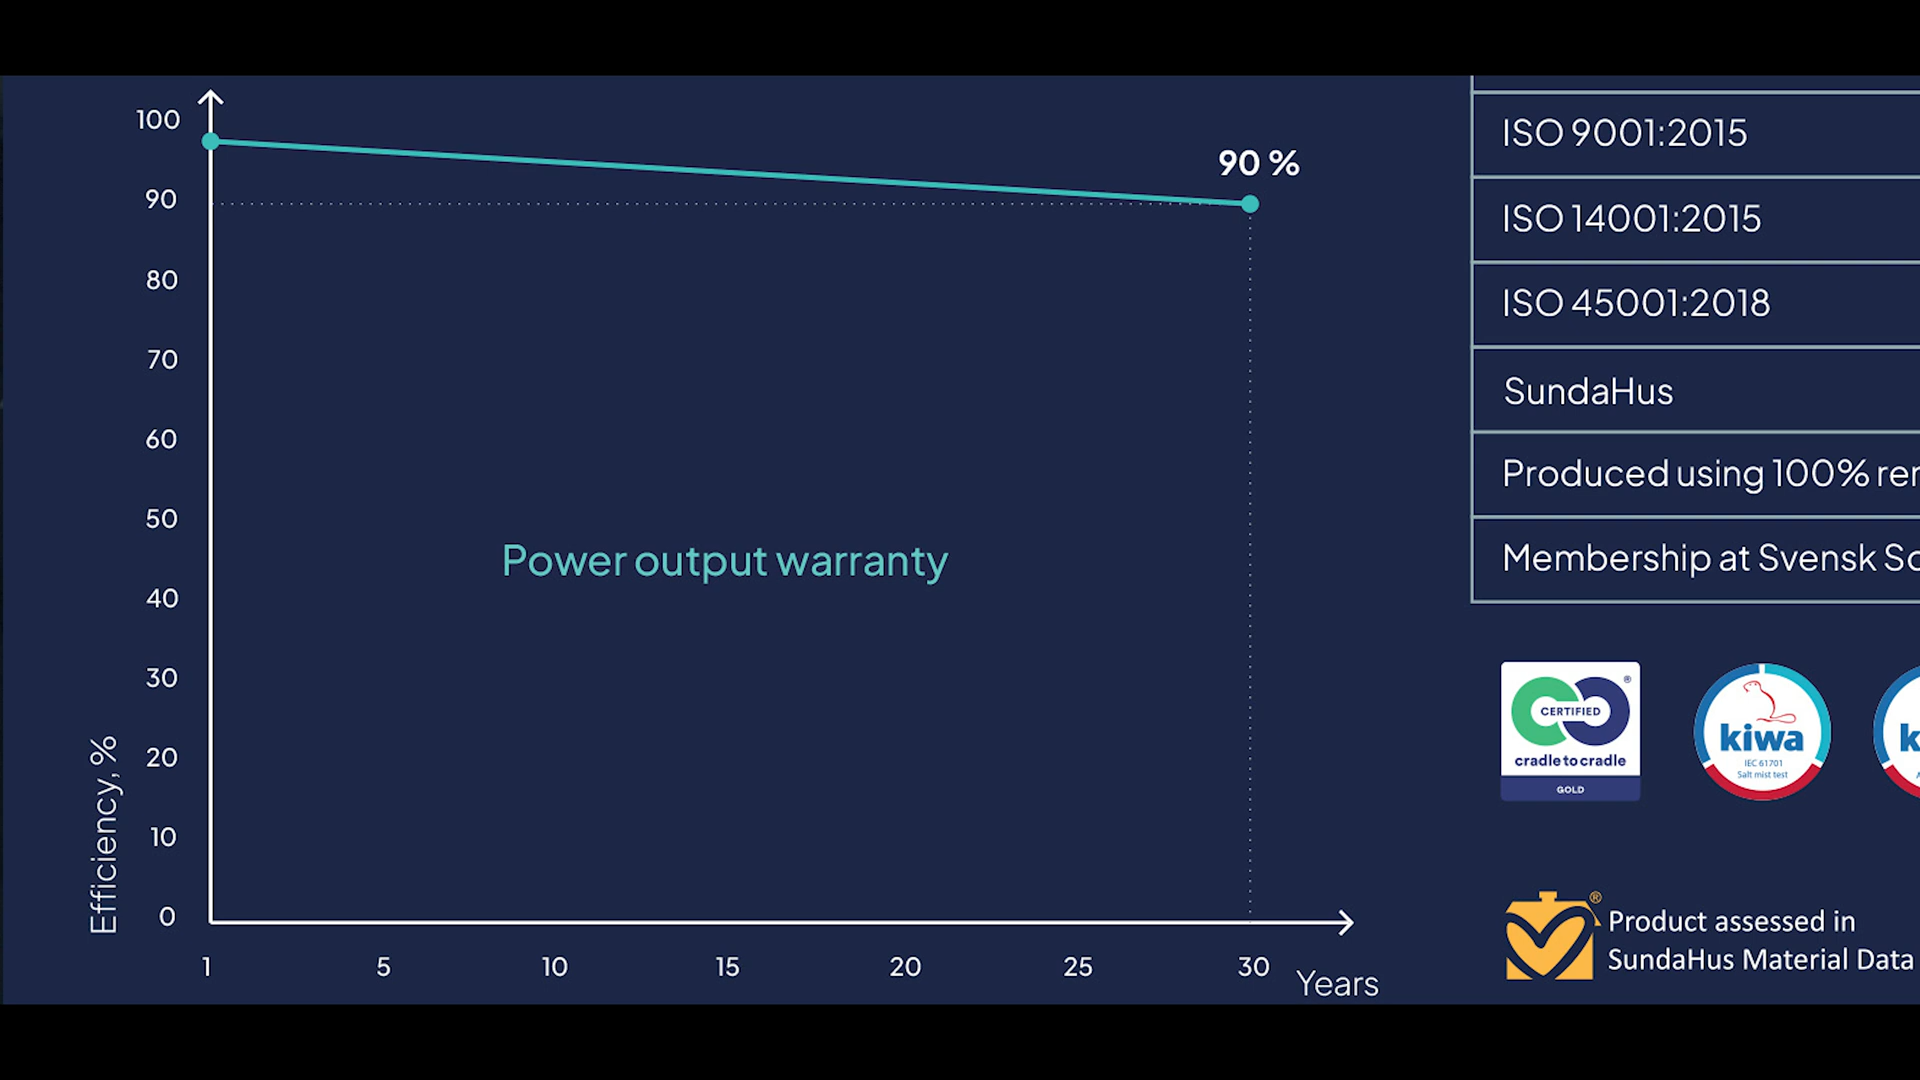 100
90
80
70
60
50
40
30
20
10
0
Efficiency, %
90 %
Power output warranty
1 5 10 15 20 25 30 Years
ISO 9001:2015
ISO 14001:2015
ISO 45001:2018
SundaHus
Produced using 100%
Membership at Svensk
CERTIFIED
®
cradle to cradle
GOLD
kiwa
IEC 61701
Salt mist test
®
Product assessed in
SundaHus Material Data